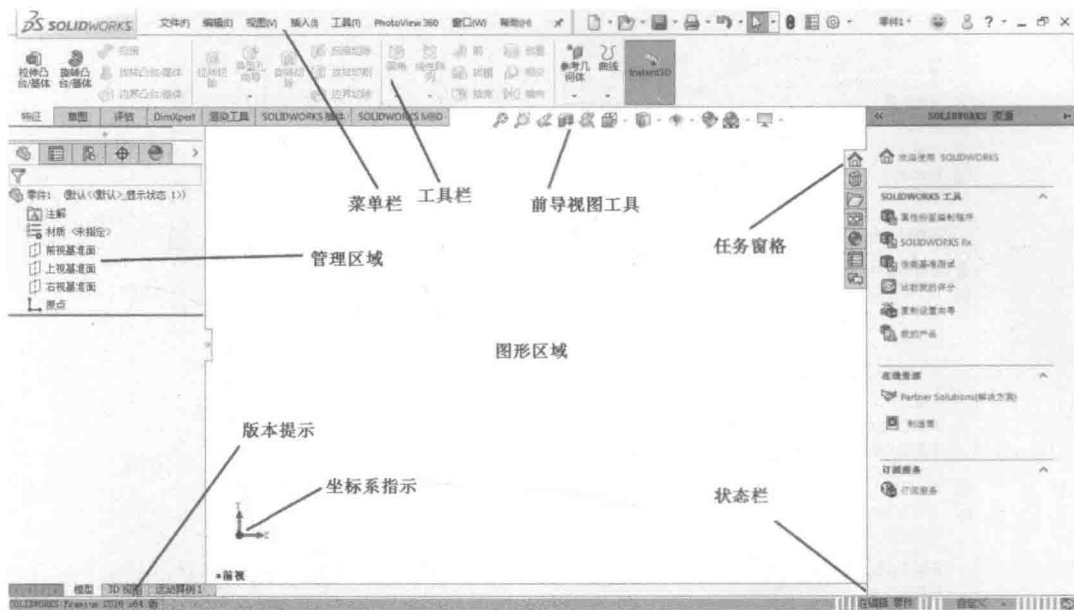 SOLIDWORKS 文件(F) 编辑(E) 视图(V) 插入(I) 工具(T) PhotoView 360 窗口(W) 帮助(H) 零件1
拉伸凸台/基体
旋转凸台/基体
扫描
放样凸台/基体
边界凸台/基体
拉伸切除
异型孔向导
旋转切除
扫描切除
放样切割
边界切除
圆角
线性阵列
筋
拔模
抽壳
包覆
相交
镜向
参考几何体
曲线
Instant3D
特征 草图 评估 DimXpert 渲染工具 SOLIDWORKS 插件 SOLIDWORKS MBD
零件1 (默认<<默认>_显示状态 1>)
注解
材质 <未指定>
前视基准面
上视基准面
右视基准面
原点
菜单栏
工具栏
前导视图工具
任务窗格
管理区域
图形区域
版本提示
坐标系指示
状态栏
Y
X
*前视
SOLIDWORKS 资源
欢迎使用 SOLIDWORKS
SOLIDWORKS 工具
属性标签编制程序
SOLIDWORKS Rx
性能基准测试
比较我的评分
复制设置向导
我的产品
在线资源
Partner Solutions(解决方案)
制造商
订阅服务
订阅服务
模型 3D 视图 运动算例1
SOLIDWORKS Premium 2016 x64 版
在编辑 零件 自定义